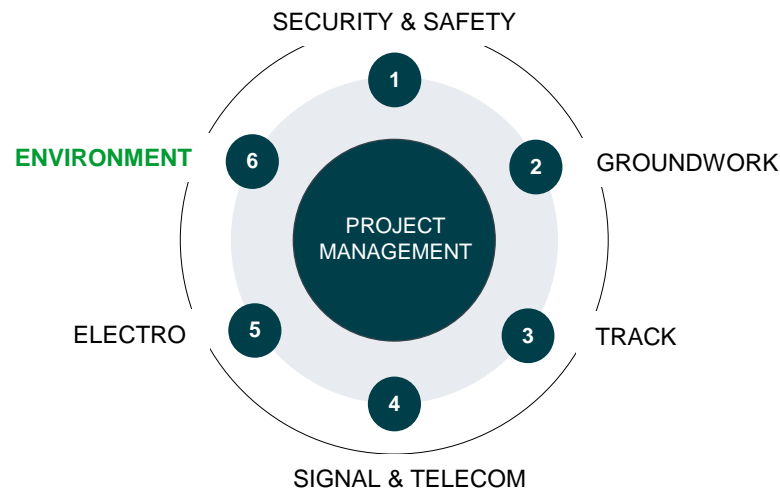 SECURITY & SAFETY
1
ENVIRONMENT
6
2
GROUNDWORK
PROJECT
MANAGEMENT
ELECTRO
5
3
TRACK
4
SIGNAL & TELECOM